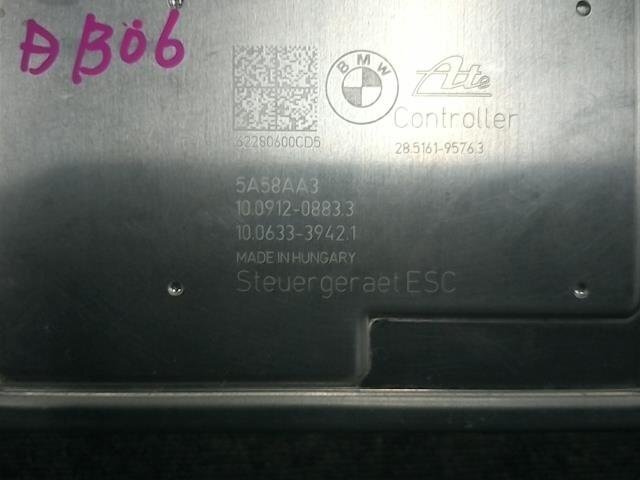 ABO6
BMW
Ate
Controller
62280600CD5
28.5161-9576.3
5A58AA3
10.0912-0883.3
10.0633-3942.1
MADE IN HUNGARY
Steuergeraet ESC